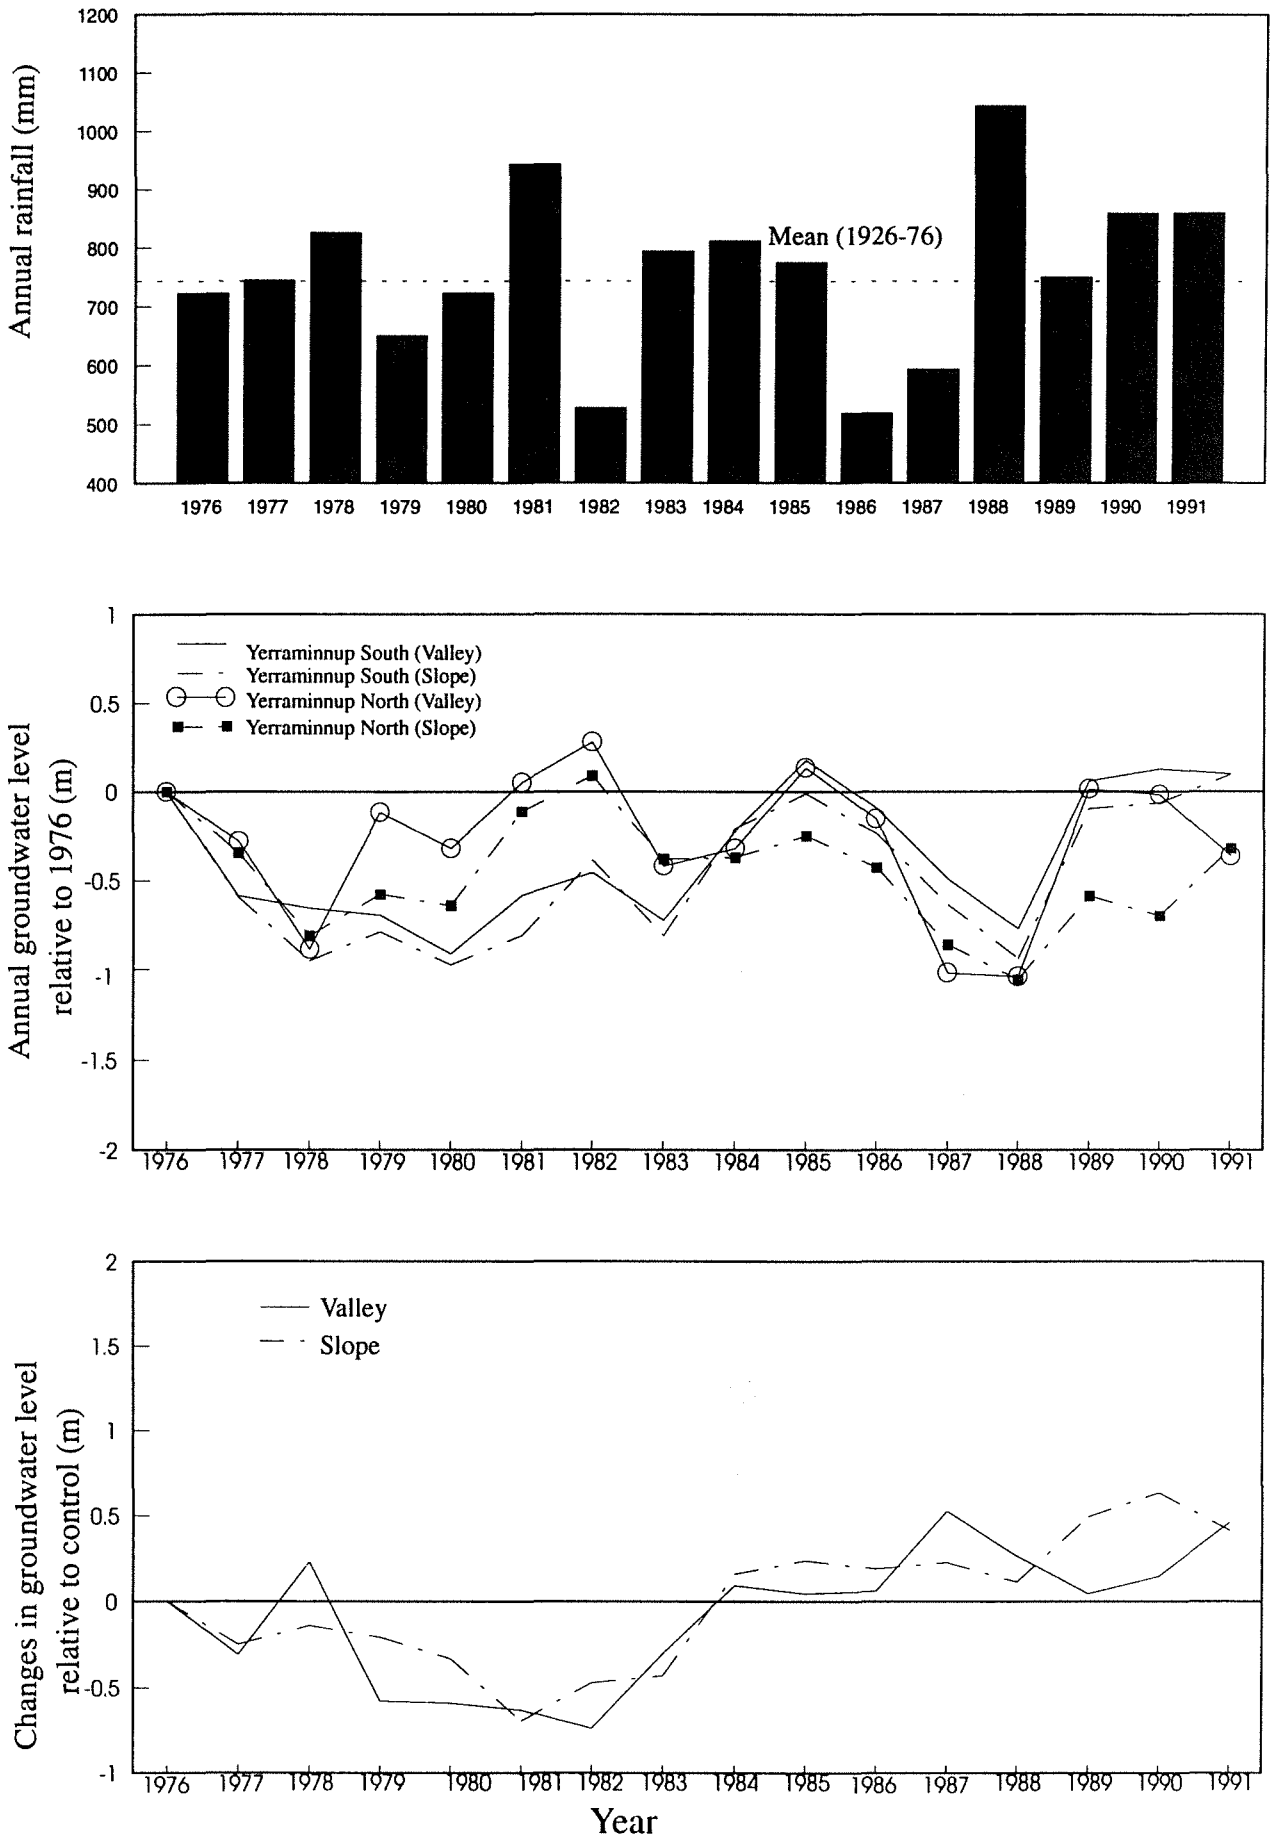 Annual rainfall (mm)
1200
1100
1000
900
800
700
600
500
400
Mean (1926-76)
1976 1977 1978 1979 1980 1981 1982 1983 1984 1985 1986 1987 1988 1989 1990 1991
Annual groundwater level
relative to 1976 (m)
1
0.5
0
-0.5
-1
-1.5
-2
Yerraminnup South (Valley)
Yerraminnup South (Slope)
Yerraminnup North (Valley)
Yerraminnup North (Slope)
1976 1977 1978 1979 1980 1981 1982 1983 1984 1985 1986 1987 1988 1989 1990 1991
Changes in groundwater level
relative to control (m)
2
1.5
1
0.5
0
-0.5
-1
Valley
Slope
1976 1977 1978 1979 1980 1981 1982 1983 1984 1985 1986 1987 1988 1989 1990 1991
Year